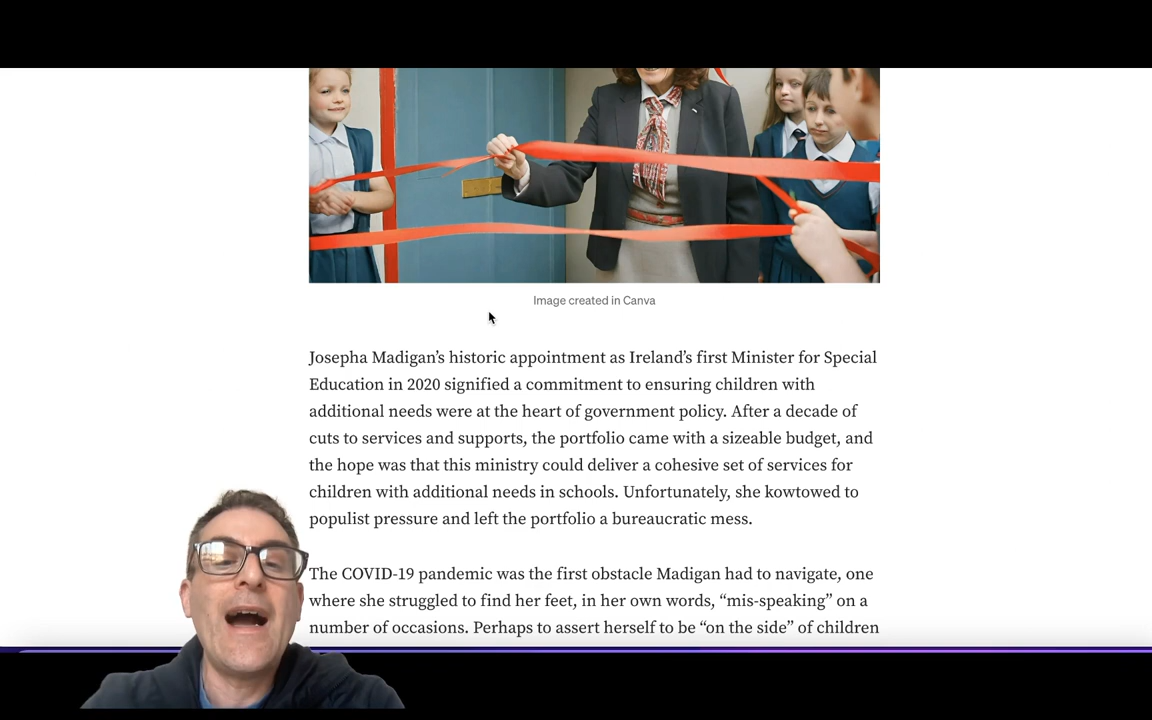 Image created in Canva
Josepha Madigan’s historic appointment as Ireland’s first Minister for Special
Education in 2020 signified a commitment to ensuring children with
additional needs were at the heart of government policy. After a decade of
cuts to services and supports, the portfolio came with a sizeable budget, and
the hope was that this ministry could deliver a cohesive set of services for
children with additional needs in schools. Unfortunately, she kowtowed to
populist pressure and left the portfolio a bureaucratic mess.
The COVID-19 pandemic was the first obstacle Madigan had to navigate, one
where she struggled to find her feet, in her own words, “mis-speaking” on a
number of occasions. Perhaps to assert herself to be “on the side” of children